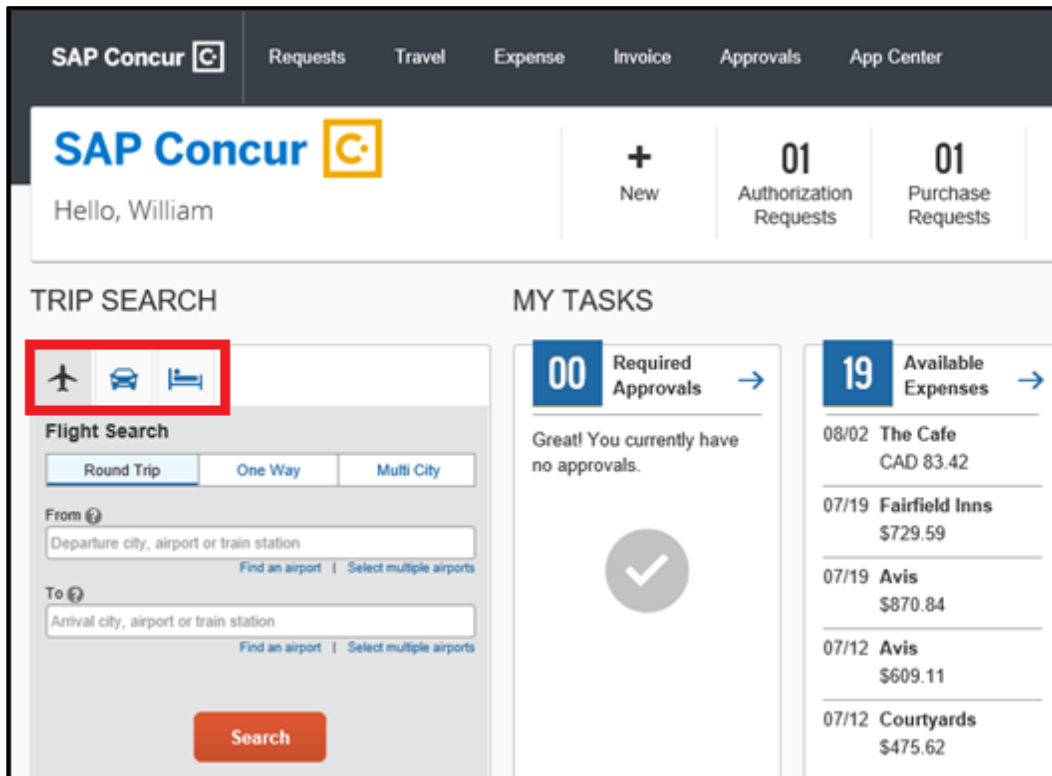 SAP Concur C Requests Travel Expense Invoice Approvals App Center
SAP Concur C
Hello, William
+
New
01
Authorization
Requests
01
Purchase
Requests
TRIP SEARCH
Flight Search
Round Trip One Way Multi City
From ?
Departure city, airport or train station
Find an airport | Select multiple airports
To ?
Arrival city, airport or train station
Find an airport | Select multiple airports
Search
MY TASKS
00 Required
Approvals
Great! You currently have
no approvals.
19 Available
Expenses
08/02 The Cafe
CAD 83.42
07/19 Fairfield Inns
$729.59
07/19 Avis
$870.84
07/12 Avis
$609.11
07/12 Courtyards
$475.62